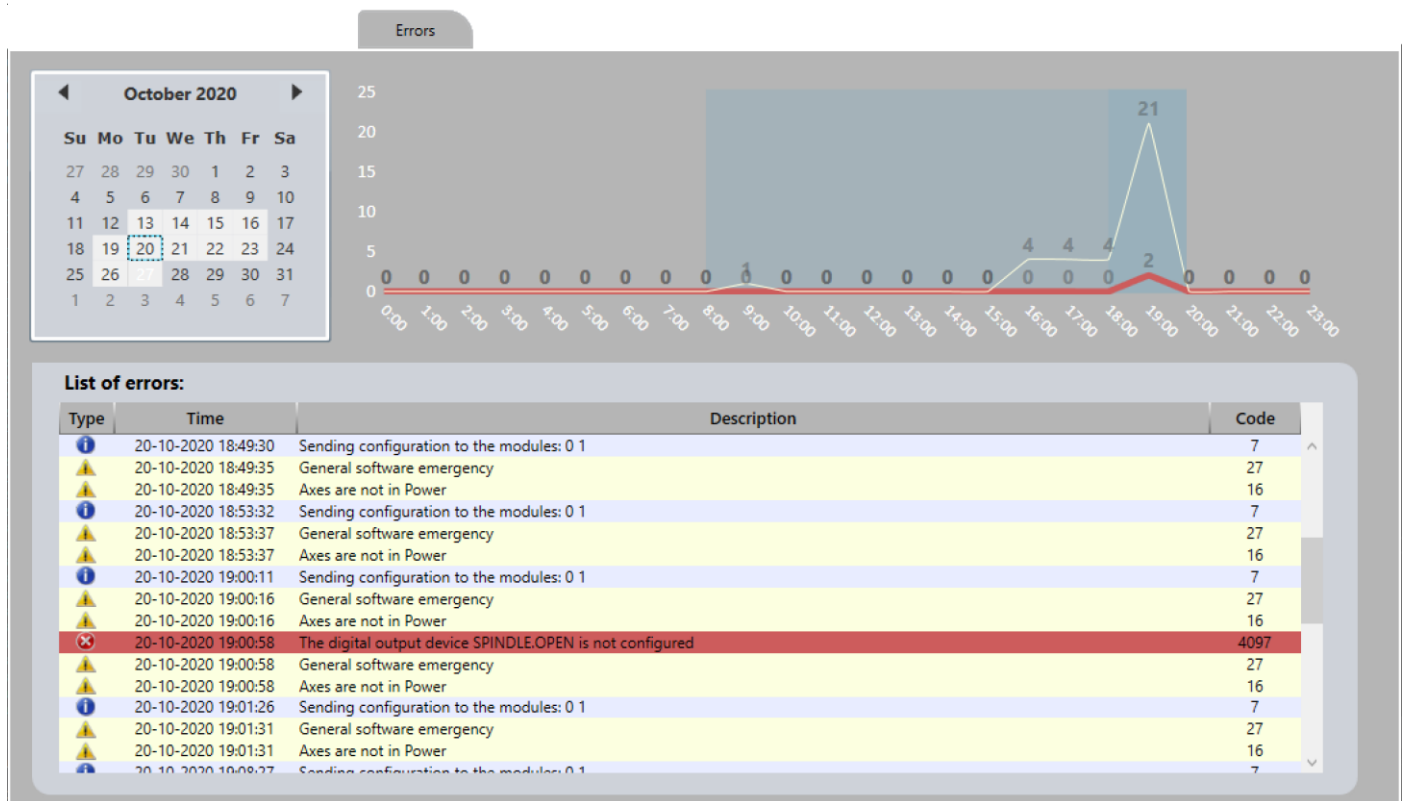 Errors
October 2020
Su Mo Tu We Th Fr Sa
27 28 29 30 1 2 3
4 5 6 7 8 9 10
11 12 13 14 15 16 17
18 19 20 21 22 23 24
25 26 27 28 29 30 31
1 2 3 4 5 6 7
25
20
15
10
5
0
21
4 4 4
2
1
0 0 0 0 0 0 0 0 0 0 0 0 0 0 0 0 0 0 0 0 0 0 0
0:00 1:00 2:00 3:00 4:00 5:00 6:00 7:00 8:00 9:00 10:00 11:00 12:00 13:00 14:00 15:00 16:00 17:00 18:00 19:00 20:00 21:00 22:00 23:00
List of errors:
Type Time Description Code
20-10-2020 18:49:30 Sending configuration to the modules: 0 1 7
20-10-2020 18:49:35 General software emergency 27
20-10-2020 18:49:35 Axes are not in Power 16
20-10-2020 18:53:32 Sending configuration to the modules: 0 1 7
20-10-2020 18:53:37 General software emergency 27
20-10-2020 18:53:37 Axes are not in Power 16
20-10-2020 19:00:11 Sending configuration to the modules: 0 1 7
20-10-2020 19:00:16 General software emergency 27
20-10-2020 19:00:16 Axes are not in Power 16
20-10-2020 19:00:58 The digital output device SPINDLE.OPEN is not configured 4097
20-10-2020 19:00:58 General software emergency 27
20-10-2020 19:00:58 Axes are not in Power 16
20-10-2020 19:01:26 Sending configuration to the modules: 0 1 7
20-10-2020 19:01:31 General software emergency 27
20-10-2020 19:01:31 Axes are not in Power 16
20-10-2020 19:08:27 Sending configuration to the modules: 0 1 7